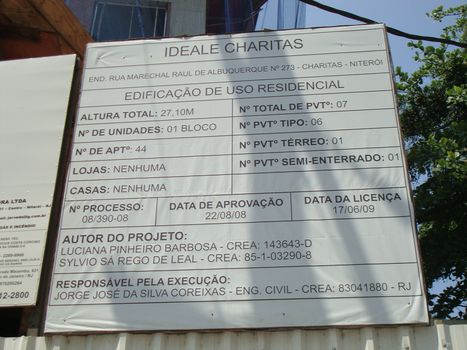 IDEALE CHARITAS
END. RUA MARECHAL RAUL DE ALBUQUERQUE Nº 273 - CHARITAS - NITERÓI
EDIFICAÇÃO DE USO RESIDENCIAL
ALTURA TOTAL: 27,10M
Nº DE UNIDADES: 01 BLOCO
Nº DE APTº: 44
LOJAS: NENHUMA
CASAS: NENHUMA
Nº TOTAL DE PVTº: 07
Nº PVTº TIPO: 06
Nº PVTº TÉRREO: 01
Nº PVTº SEMI-ENTERRADO: 01
Nº PROCESSO:
08/390-08
DATA DE APROVAÇÃO
22/08/08
DATA DA LICENÇA
17/06/09
AUTOR DO PROJETO:
LUCIANA PINHEIRO BARBOSA - CREA: 143643-D
SYLVIO SÁ REGO DE LEAL - CREA: 85-1-03290-8
RESPONSÁVEL PELA EXECUÇÃO:
JORGE JOSÉ DA SILVA COREIXAS - ENG. CIVIL - CREA: 83041880 - RJ
LTDA
12-2800